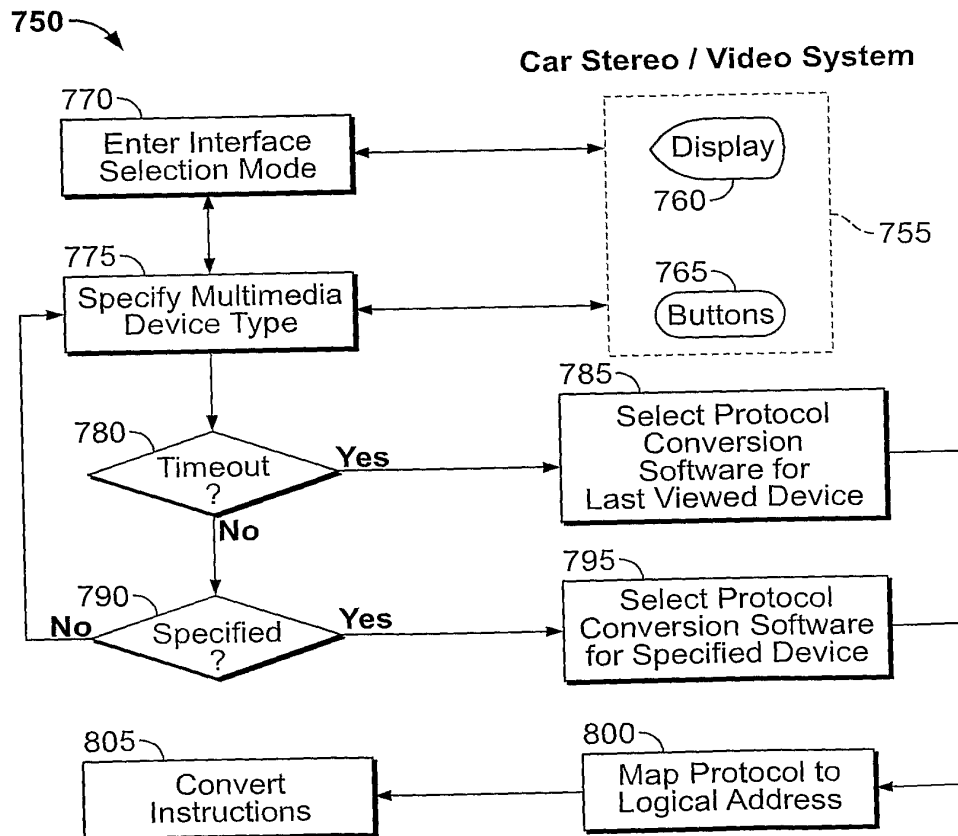 750
Car Stereo / Video System
770
Enter Interface
Selection Mode
Display
760
755
775
Specify Multimedia
Device Type
765
Buttons
785
Select Protocol
Conversion
Software for
Last Viewed Device
780
Timeout
?
Yes
No
790
Specified
?
No
Yes
795
Select Protocol
Conversion Software
for Specified Device
800
Map Protocol to
Logical Address
805
Convert
Instructions